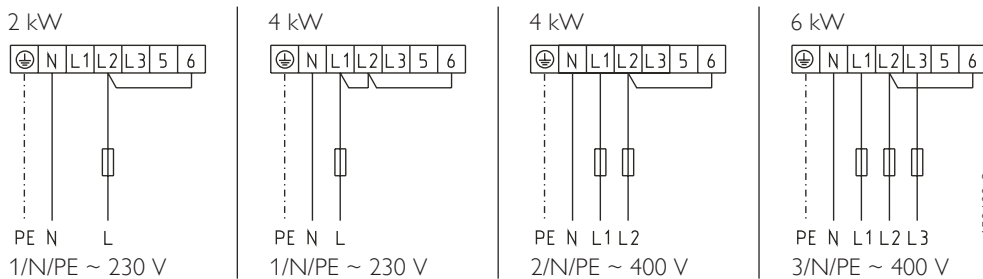 2 kW
N L1 L2 L3 5 6
PE N L
1/N/PE ~ 230 V
4 kW
N L1 L2 L3 5 6
PE N L
1/N/PE ~ 230 V
4 kW
N L1 L2 L3 5 6
PE N L1 L2
2/N/PE ~ 400 V
6 kW
N L1 L2 L3 5 6
PE N L1 L2 L3
3/N/PE ~ 400 V